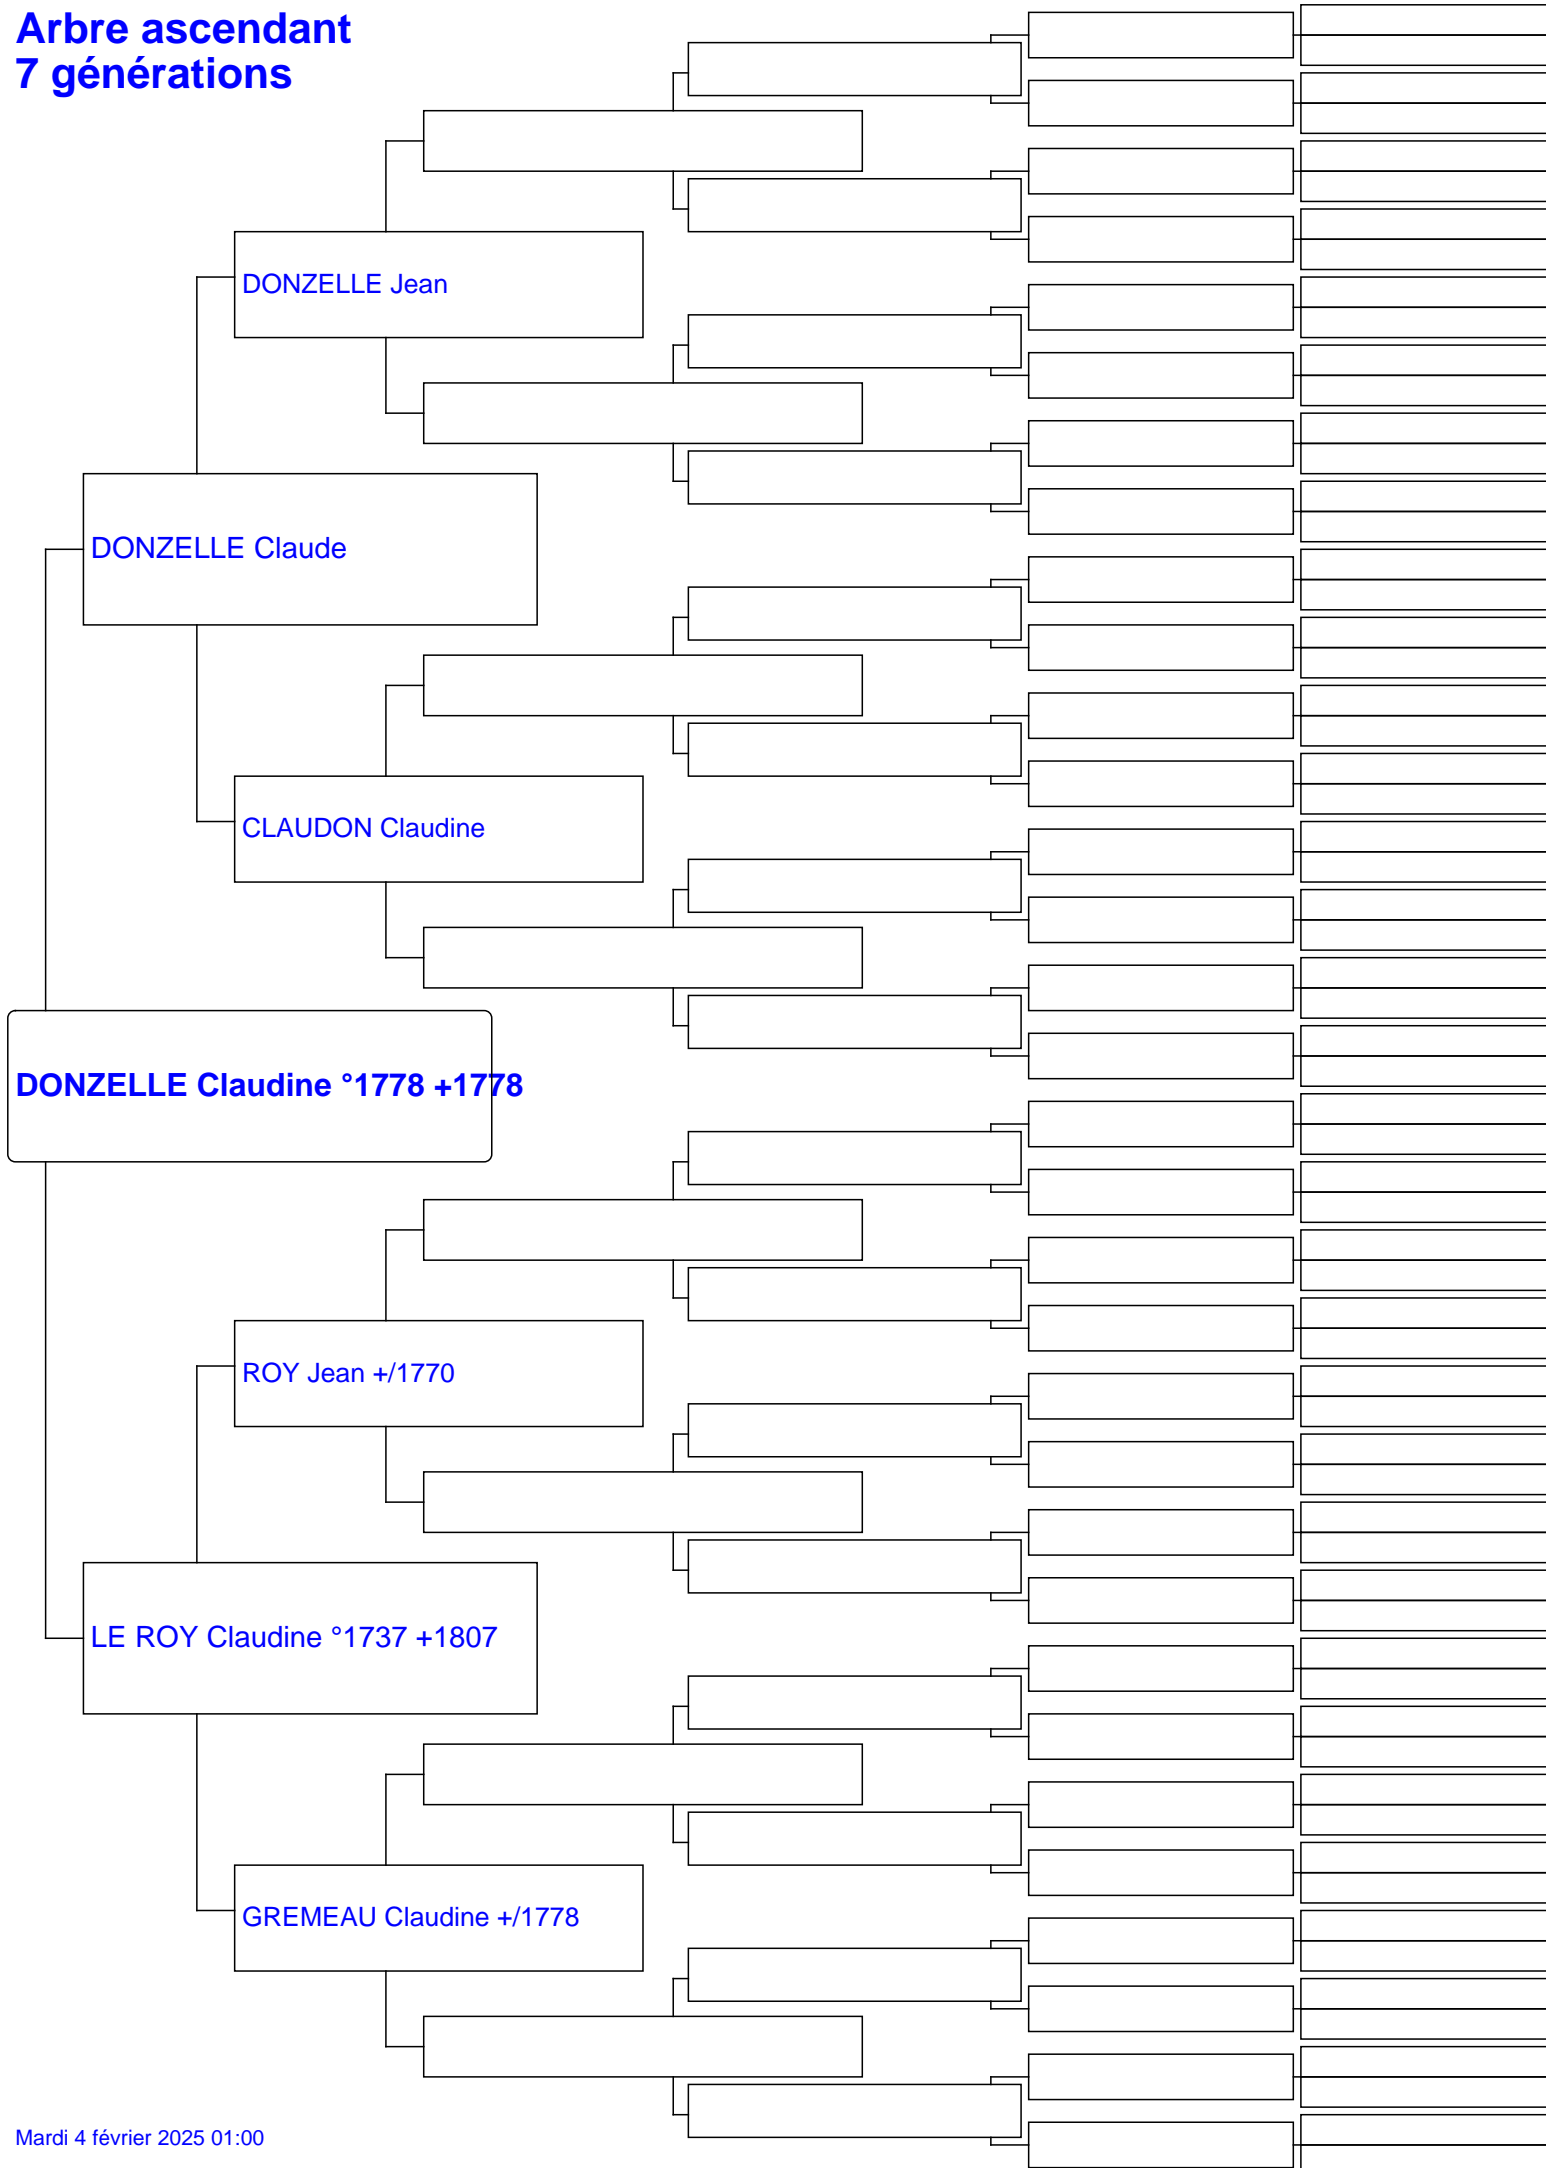 Arbre ascendant
7 générations
DONZELLE Jean
DONZELLE Claude
CLAUDON Claudine
DONZELLE Claudine °1778 +1778
ROY Jean +/1770
LE ROY Claudine °1737 +1807
GREMEAU Claudine +/1778
Mardi 4 février 2025 01:00